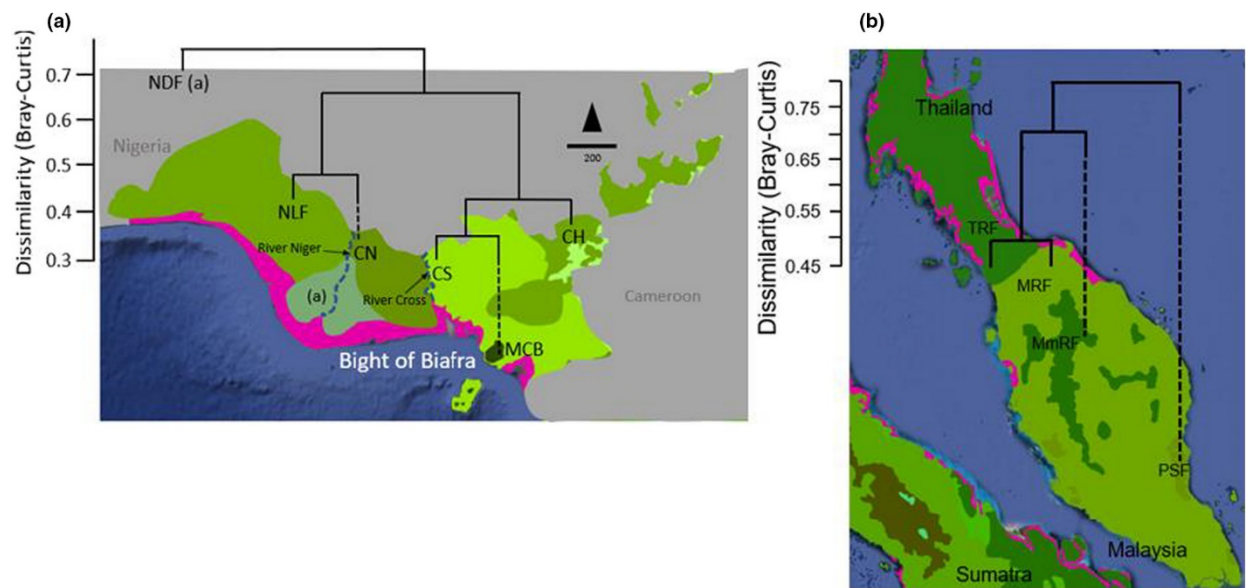 (a)
Dissimilarity (Bray-Curtis)
0.7
0.6
0.5
0.4
0.3
NDF (a)
Nigeria
200
NLF
River Niger
CN
CH
CS
(a)
River Cross
Cameroon
MCB
Bight of Biafra
(b)
Dissimilarity (Bray-Curtis)
0.75
0.65
0.55
0.45
Thailand
TRF
MRF
MmRF
PSF
Malaysia
Sumatra